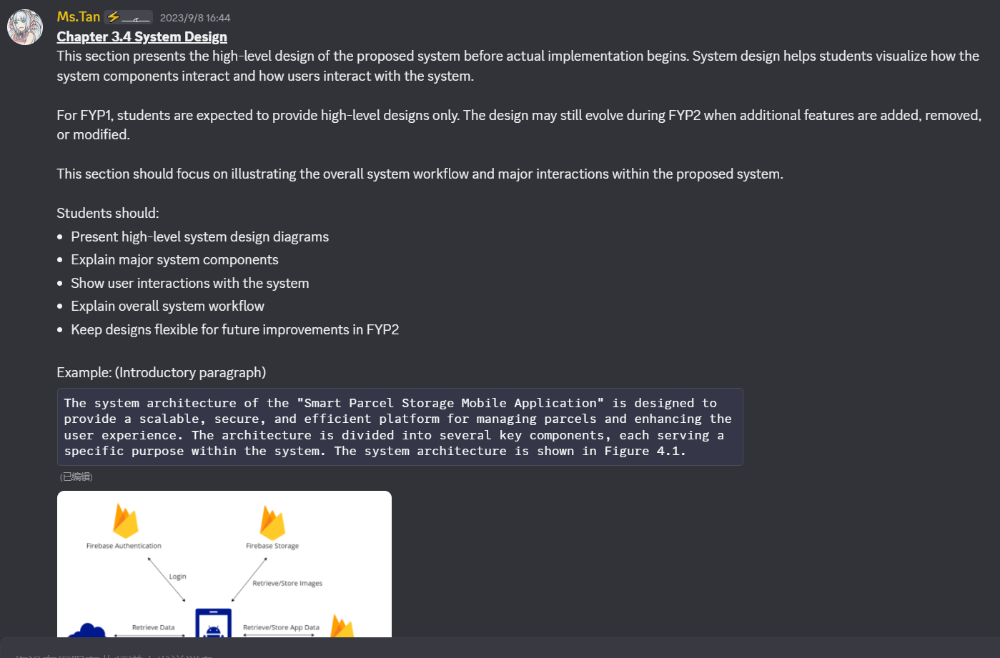 Ms.Tan 2023/9/8 16:44
Chapter 3.4 System Design
This section presents the high-level design of the proposed system before actual implementation begins. System design helps students visualize how the
system components interact and how users interact with the system.
For FYP1, students are expected to provide high-level designs only. The design may still evolve during FYP2 when additional features are added, removed,
or modified.
This section should focus on illustrating the overall system workflow and major interactions within the proposed system.
Students should:
• Present high-level system design diagrams
• Explain major system components
• Show user interactions with the system
• Explain overall system workflow
• Keep designs flexible for future improvements in FYP2
Example: (Introductory paragraph)
The system architecture of the "Smart Parcel Storage Mobile Application" is designed to
provide a scalable, secure, and efficient platform for managing parcels and enhancing the
user experience. The architecture is divided into several key components, each serving a
specific purpose within the system. The system architecture is shown in Figure 4.1.
(已编辑)
Firebase Authentication
Firebase Storage
Login
Retrieve/Store Images
Retrieve Data
Retrieve/Store App Data